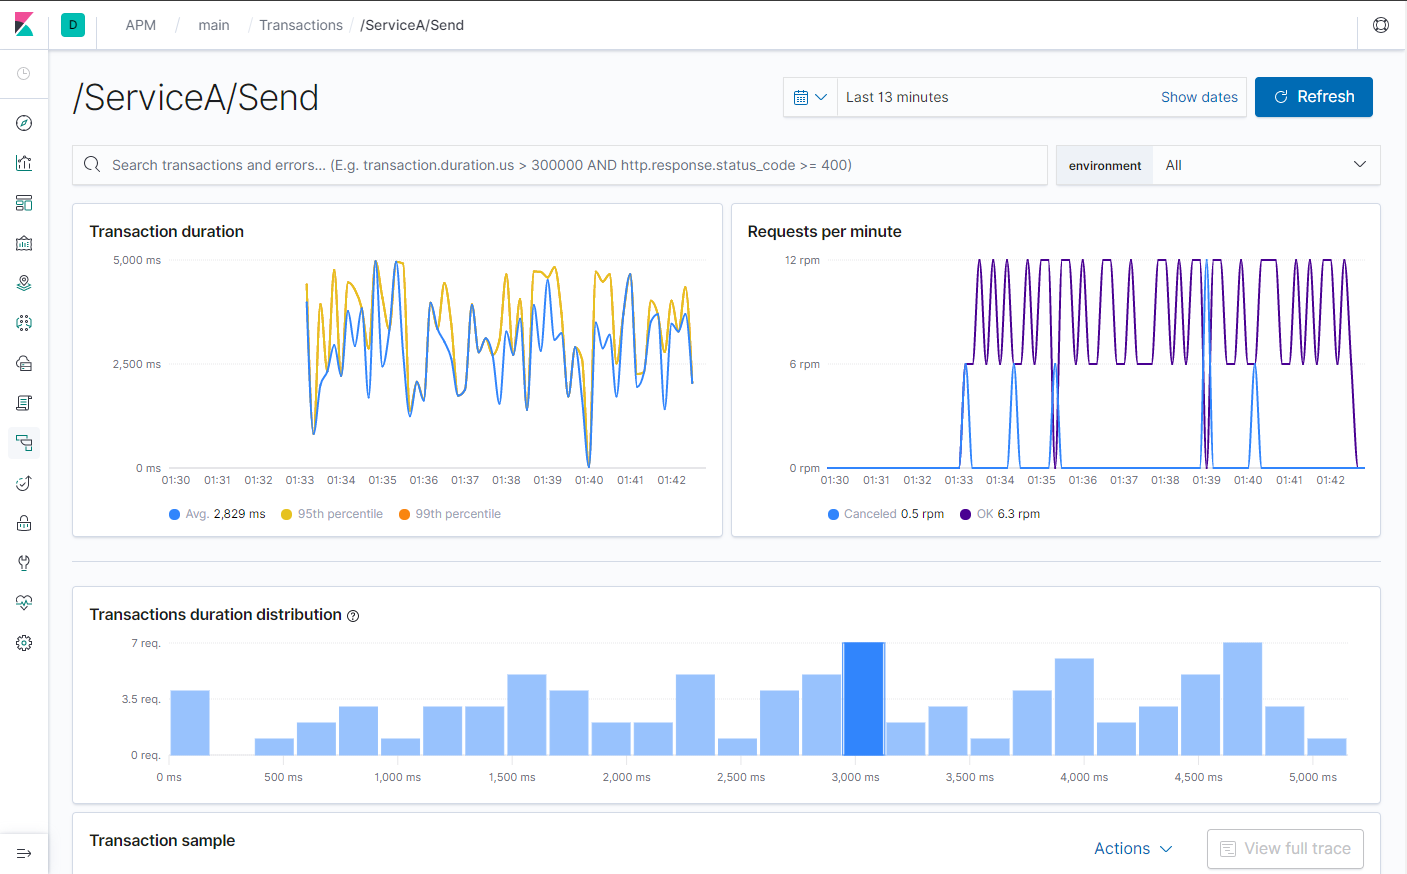 D APM / main / Transactions / /ServiceA/Send
/ServiceA/Send
Last 13 minutes Show dates Refresh
Search transactions and errors... (E.g. transaction.duration.us > 300000 AND http.response.status_code >= 400) environment All
Transaction duration
5,000 ms
2,500 ms
0 ms
01:30 01:31 01:32 01:33 01:34 01:35 01:36 01:37 01:38 01:39 01:40 01:41 01:42
Avg. 2,829 ms 95th percentile 99th percentile
Requests per minute
12 rpm
6 rpm
0 rpm
01:30 01:31 01:32 01:33 01:34 01:35 01:36 01:37 01:38 01:39 01:40 01:41 01:42
Canceled 0.5 rpm OK 6.3 rpm
Transactions duration distribution
7 req.
3.5 req.
0 req.
0 ms 500 ms 1,000 ms 1,500 ms 2,000 ms 2,500 ms 3,000 ms 3,500 ms 4,000 ms 4,500 ms 5,000 ms
Transaction sample Actions View full trace